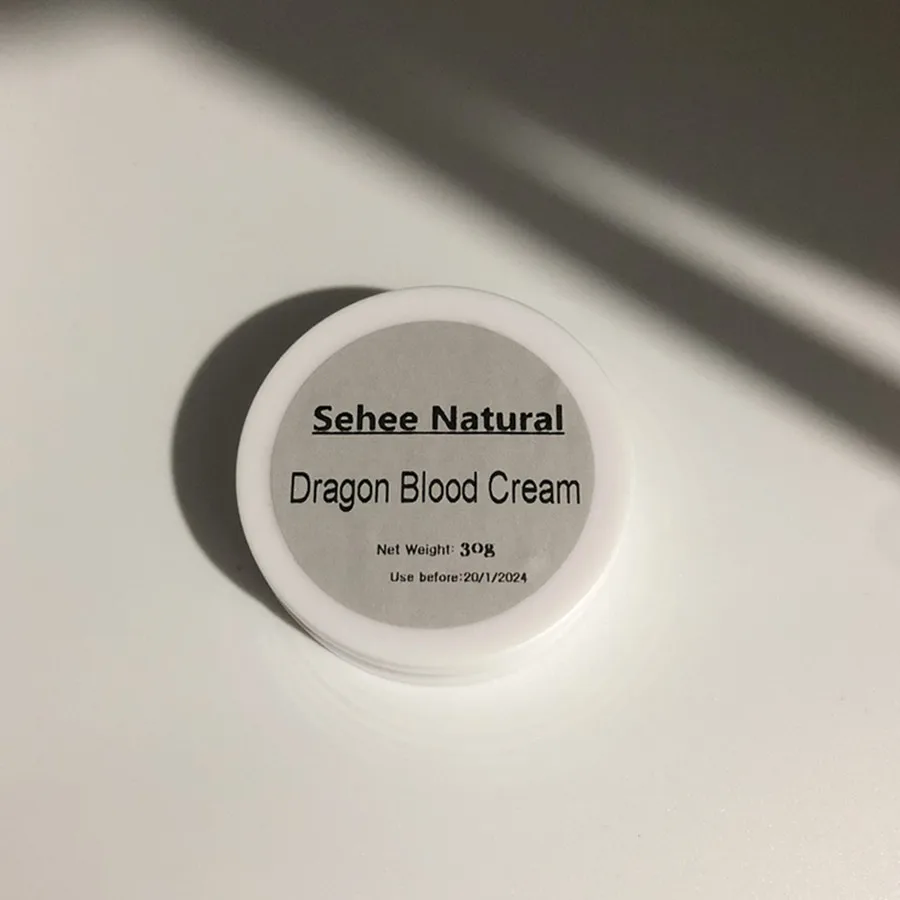 Sehee Natural
Dragon Blood Cream
Net Weight: 30g
Use before:20/1/2024